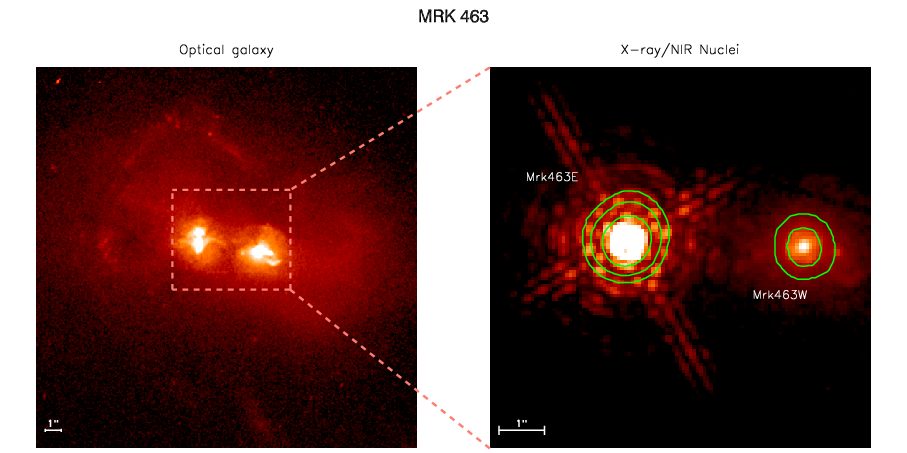 MRK 463
Optical galaxy
X-ray/NIR Nuclei
Mrk463E
Mrk463W
1"
1"